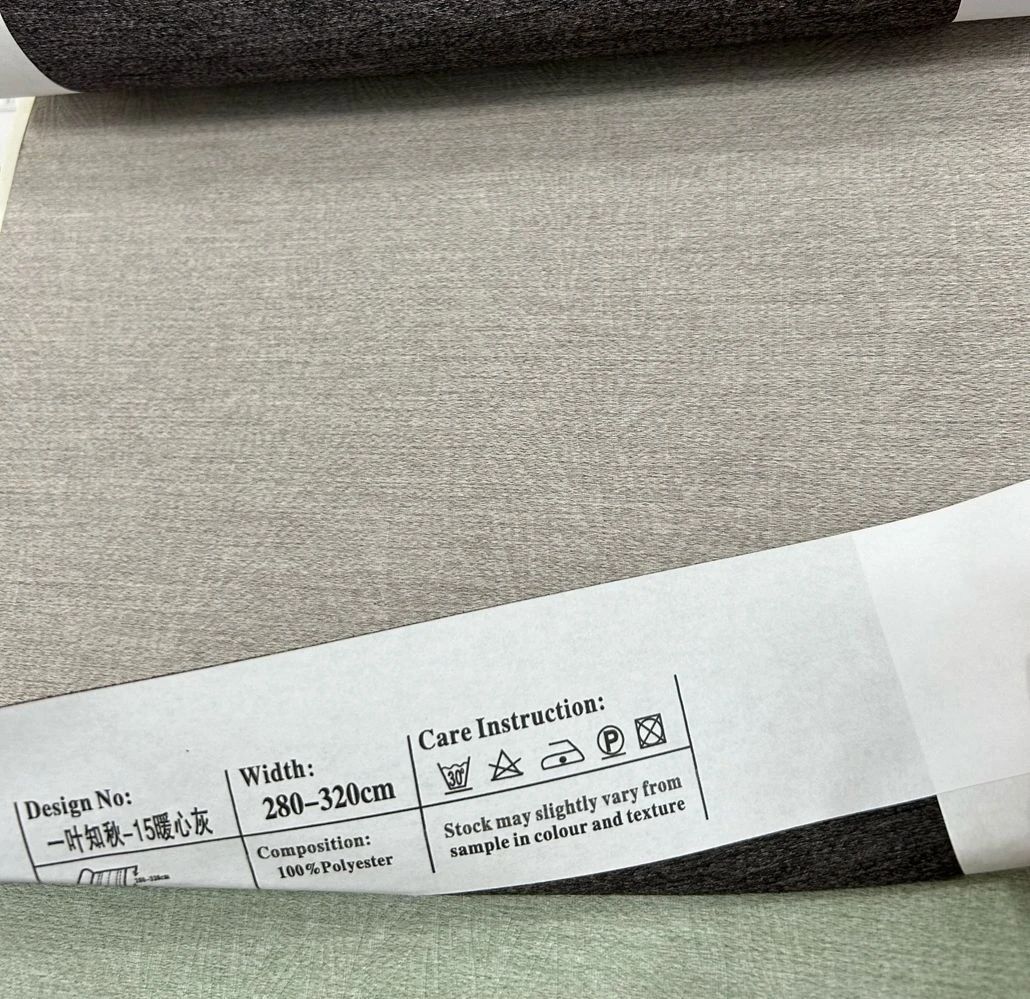 Design No:
一叶知秋-15暖心灰
Width:
280-320cm
Composition:
100%Polyester
Care Instruction:
30°
P
Stock may slightly vary from
sample in colour and texture